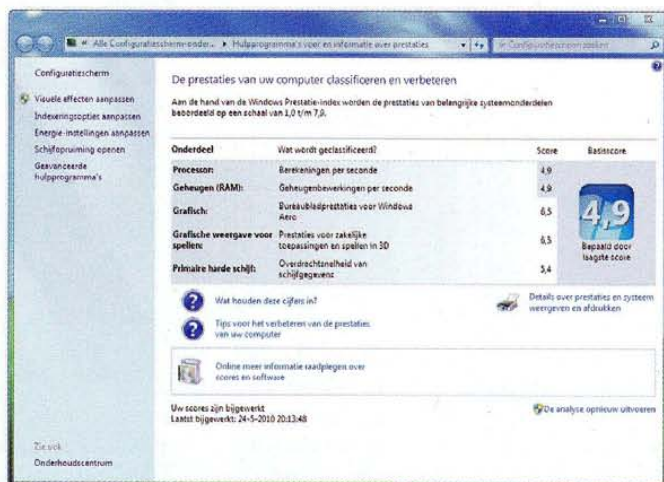 « Alle Configuratiescherm-onder... ▸ Hulpprogramma's voor en informatie over prestaties
Configuratiescherm zoeken
Configuratiescherm
Visuele effecten aanpassen
Indexeringsopties aanpassen
Energie-instellingen aanpassen
Schijfopruiming openen
Geavanceerde
hulpprogramma's
Zie ook
Onderhoudscentrum
De prestaties van uw computer classificeren en verbeteren
Aan de hand van de Windows Prestatie-index worden de prestaties van belangrijke systeemonderdelen
beoordeeld op een schaal van 1,0 t/m 7,9.
Onderdeel Wat wordt geclassificeerd? Score Basisscore
Processor: Berekeningen per seconde 4,9
Geheugen (RAM): Geheugenbewerkingen per seconde 4,9
Grafisch: Bureaubladprestaties voor Windows
Aero 6,5
Grafische weergave voor
spellen: Prestaties voor zakelijke
toepassingen en spellen in 3D 6,5
Primaire harde schijf: Overdrachtsnelheid van
schijfgegevens 5,4
4,9
Bepaald door
laagste score
Wat houden deze cijfers in?
Tips voor het verbeteren van de prestaties
van uw computer
Details over prestaties en systeem
weergeven en afdrukken
Online meer informatie raadplegen over
scores en software
Uw scores zijn bijgewerkt
Laatst bijgewerkt: 24-5-2010 20:13:48
De analyse opnieuw uitvoeren